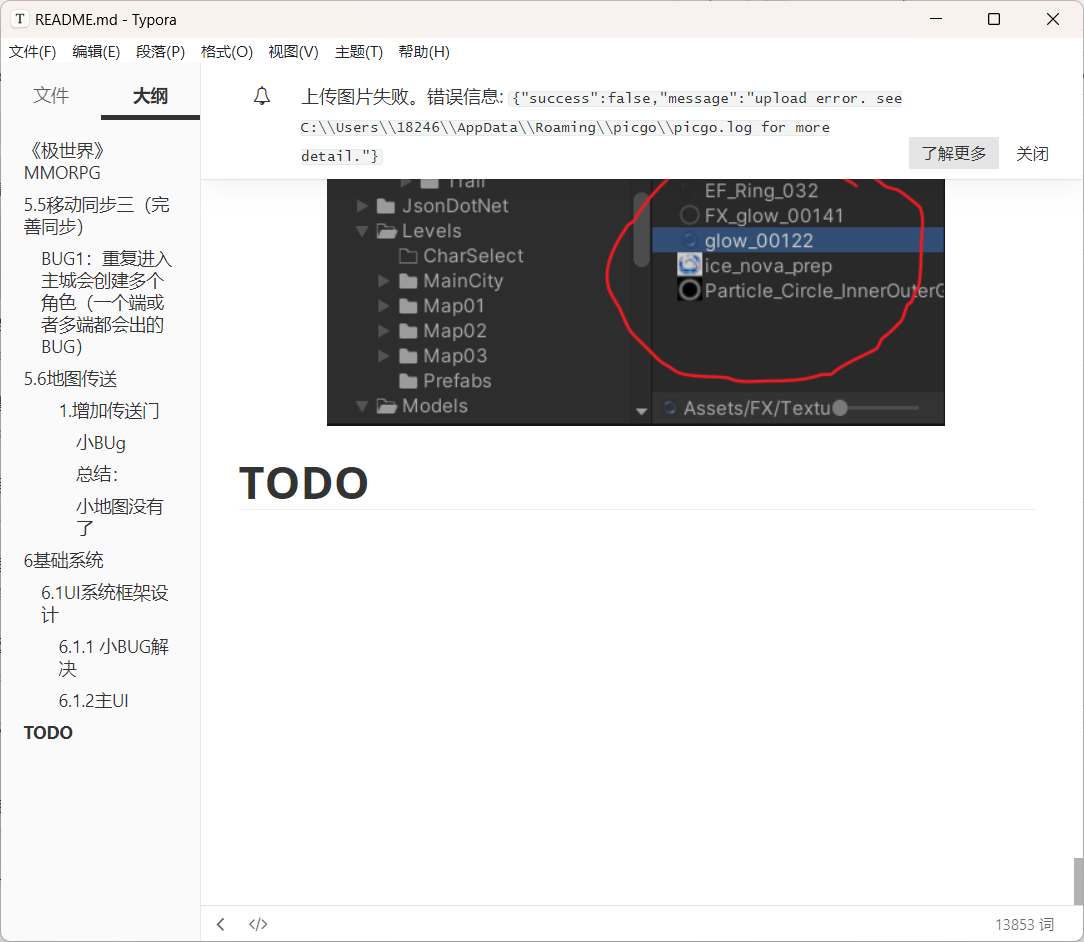 T README.md - Typora
文件(F) 编辑(E) 段落(P) 格式(O) 视图(V) 主题(T) 帮助(H)
文件 大纲
《极世界》
MMORPG
5.5移动同步三（完
善同步）
BUG1：重复进入
主城会创建多个
角色（一个端或
者多端都会出的
BUG）
5.6地图传送
1.增加传送门
小BUg
总结：
小地图没有
了
6基础系统
6.1UI系统框架设
计
6.1.1 小BUG解
决
6.1.2主UI
TODO
上传图片失败。错误信息: {"success":false,"message":"upload error. see
C:\\Users\\18246\\AppData\\Roaming\\picgo\\picgo.log for more
detail."}
了解更多 关闭
Trail
JsonDotNet
Levels
CharSelect
MainCity
Map01
Map02
Map03
Prefabs
Models
EF_Ring_032
FX_glow_00141
glow_00122
ice_nova_prep
Particle_Circle_InnerOuterG
Assets/FX/Textu
TODO
</> 13853 词